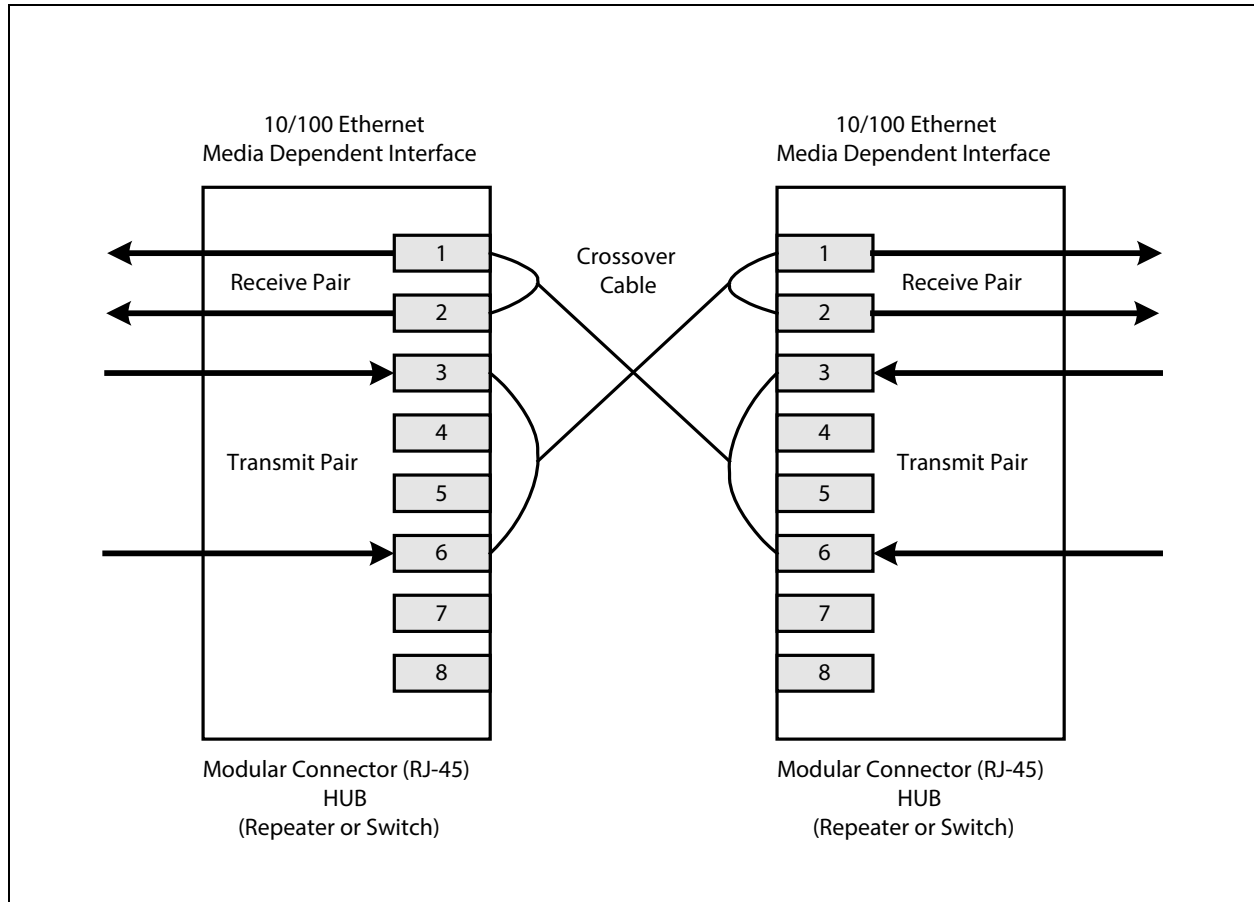 10/100 Ethernet
Media Dependent Interface
10/100 Ethernet
Media Dependent Interface
1
Receive Pair
2
3
4
Transmit Pair
5
6
7
8
Crossover
Cable
1
Receive Pair
2
3
4
Transmit Pair
5
6
7
8
Modular Connector (RJ-45)
HUB
(Repeater or Switch)
Modular Connector (RJ-45)
HUB
(Repeater or Switch)